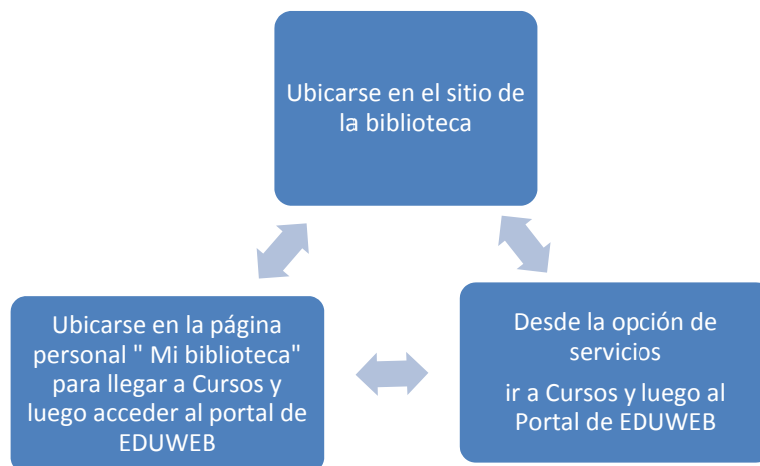 Ubicarse en el sitio de
la biblioteca
Ubicarse en la página
personal " Mi biblioteca"
para llegar a Cursos y
luego acceder al portal de
EDUWEB
Desde la opción de
servicios
ir a Cursos y luego al
Portal de EDUWEB